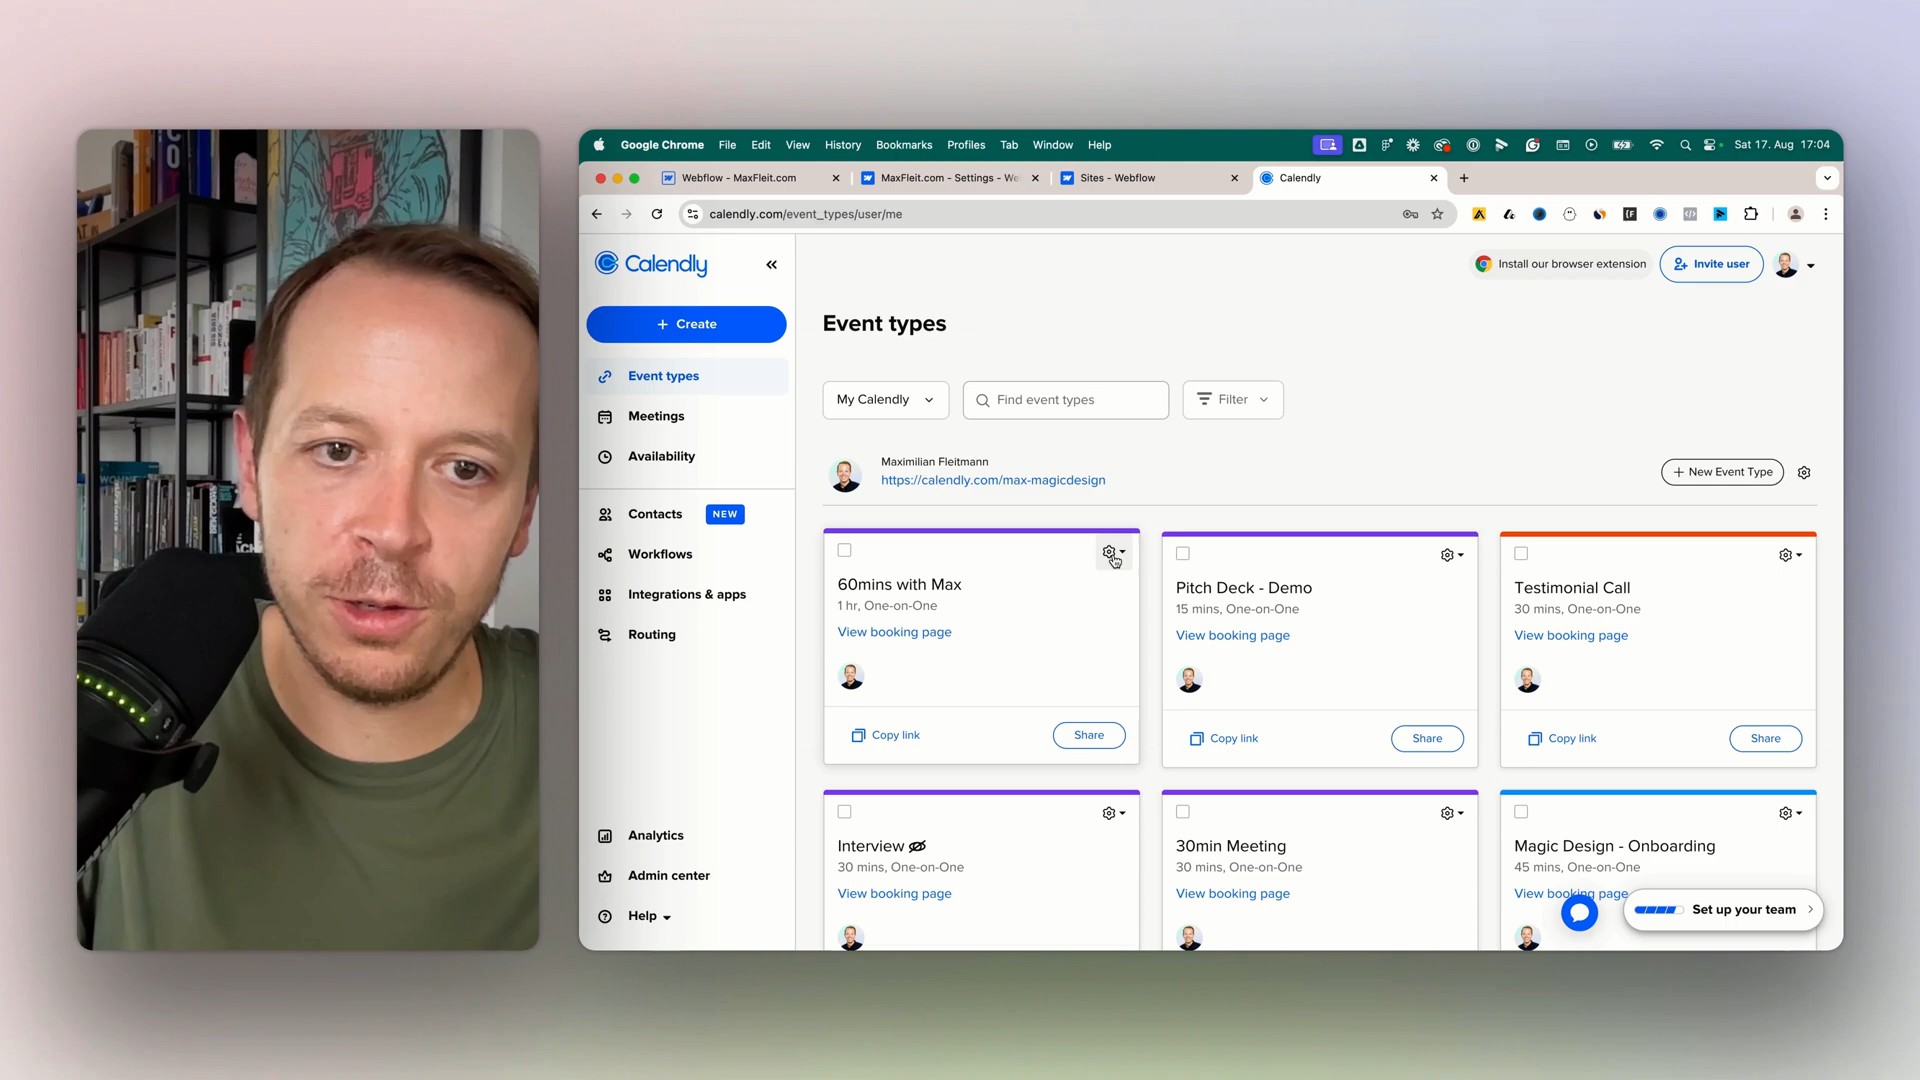 Google Chrome File Edit View History Bookmarks Profiles Tab Window Help Sat 17. Aug 17:04
Webflow - MaxFleit.com
MaxFleit.com - Settings - We
Sites - Webflow
Calendly
calendly.com/event_types/user/me
Calendly
Install our browser extension
Invite user
+ Create
Event types
Meetings
Availability
Contacts NEW
Workflows
Integrations & apps
Routing
Analytics
Admin center
Help
Event types
My Calendly
Find event types
Filter
Maximilian Fleitmann
https://calendly.com/max-magicdesign
+ New Event Type
60mins with Max
1 hr, One-on-One
View booking page
Copy link
Share
Pitch Deck - Demo
15 mins, One-on-One
View booking page
Copy link
Share
Testimonial Call
30 mins, One-on-One
View booking page
Copy link
Share
Interview
30 mins, One-on-One
View booking page
30min Meeting
30 mins, One-on-One
View booking page
Magic Design - Onboarding
45 mins, One-on-One
View booking page
Set up your team